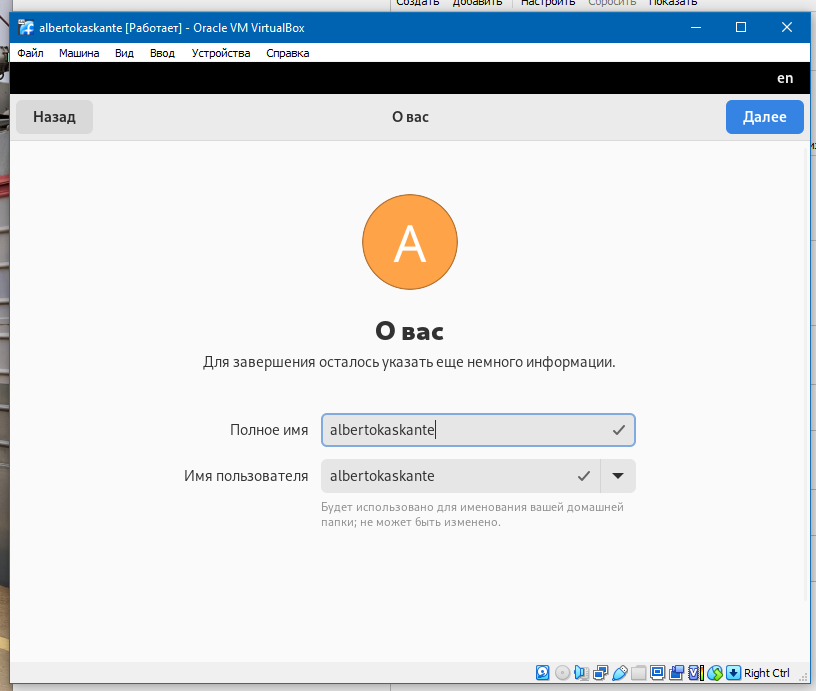 Создать Добавить Настроить Сбросить Показать
albertokaskante [Работает] - Oracle VM VirtualBox
Файл Машина Вид Ввод Устройства Справка
en
Назад О вас Далее
A
О вас
Для завершения осталось указать еще немного информации.
Полное имя albertokaskante
Имя пользователя albertokaskante
Будет использовано для именования вашей домашней
папки; не может быть изменено.
Right Ctrl